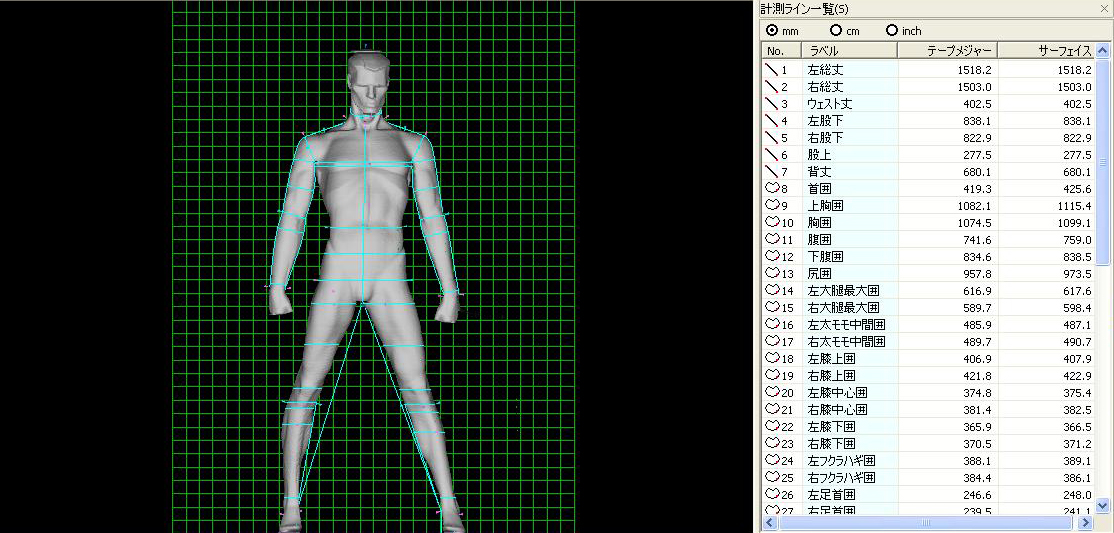 計測ライン一覧(S)
mm cm inch
No. ラベル テープメジャー サーフェイス
1 左総丈 1518.2 1518.2
2 右総丈 1503.0 1503.0
3 ウェスト丈 402.5 402.5
4 左股下 838.1 838.1
5 右股下 822.9 822.9
6 股上 277.5 277.5
7 背丈 680.1 680.1
8 首囲 419.3 425.6
9 上胸囲 1082.1 1115.4
10 胸囲 1074.5 1099.1
11 腹囲 741.6 759.0
12 下腹囲 834.6 838.5
13 尻囲 957.8 973.5
14 左大腿最大囲 616.9 617.6
15 右大腿最大囲 589.7 598.4
16 左太モモ中間囲 485.9 487.1
17 右太モモ中間囲 489.7 490.7
18 左膝上囲 406.9 407.9
19 右膝上囲 421.8 422.9
20 左膝中心囲 374.8 375.4
21 右膝中心囲 381.4 382.5
22 左膝下囲 365.9 366.5
23 右膝下囲 370.5 371.2
24 左フクラハギ囲 388.1 389.1
25 右フクラハギ囲 384.4 386.1
26 左足首囲 246.6 248.0
27 右足首囲 239.5 241.1